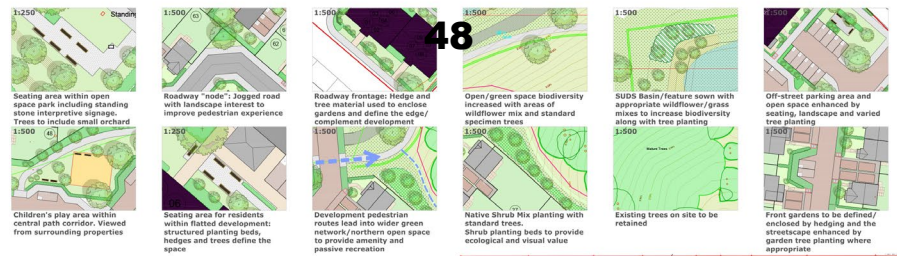 1:250
Standin
Seating area within open
space park including standing
stone interpretive signage.
Trees to include small orchard
1:500
63
62
Roadway "node": Jogged road
with landscape interest to
improve pedestrian experience
1:500
Roadway frontage: Hedge and
tree material used to enclose
gardens and define the edge/
complement development
48
1:500
Open/green space biodiversity
increased with areas of
wildflower mix and standard
specimen trees
1:500
SUDS Basin/feature sown with
appropriate wildflower/grass
mixes to increase biodiversity
along with tree planting
1:500
Off-street parking area and
open space enhanced by
seating, landscape and varied
tree planting
1:500
48
Children's play area within
central path corridor. Viewed
from surrounding properties
1:250
96
Seating area for residents
within flatted development:
structured planting beds,
hedges and trees define the
space
1:500
Development pedestrian
routes lead into wider green
network/northern open space
to provide amenity and
passive recreation
1:500
Native Shrub Mix planting with
standard trees.
Shrub planting beds to provide
ecological and visual value
1:500
Mature Trees
Existing trees on site to be
retained
1:500
Front gardens to be defined/
enclosed by hedging and the
streetscape enhanced by
garden tree planting where
appropriate